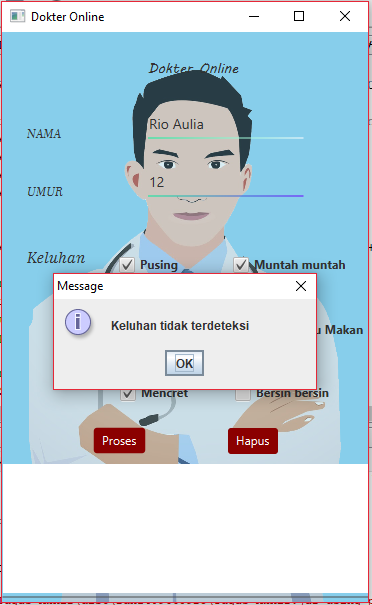 Dokter Online
Dokter Online
NAMA
Rio Aulia
UMUR
12
Keluhan
Pusing
Muntah muntah
Message
Keluhan tidak terdeteksi
Makan
OK
Mencret
Bersin bersin
Proses
Hapus